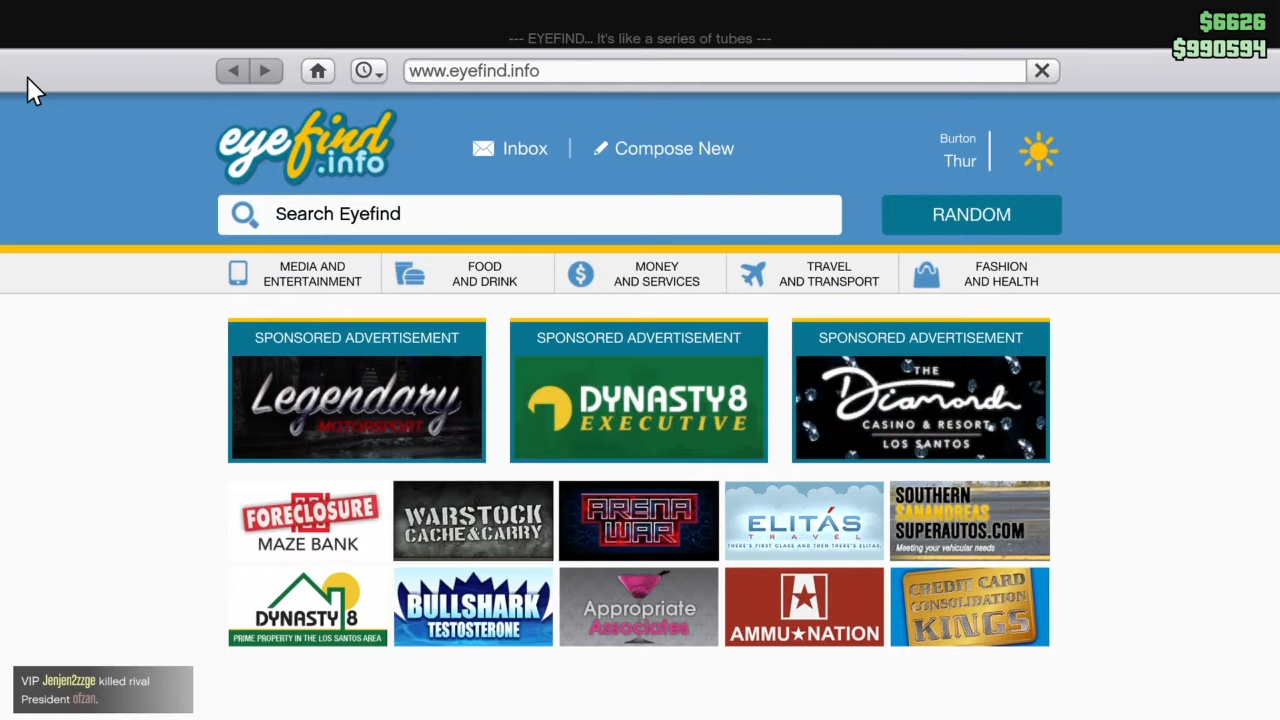 $6626
--- EYEFIND... It's like a series of tubes ---
$990594
www.eyefind.info
eyefind
.info
Inbox
Compose New
Burton
Thur
Search Eyefind
RANDOM
MEDIA AND
ENTERTAINMENT
FOOD
AND DRINK
MONEY
AND SERVICES
TRAVEL
AND TRANSPORT
FASHION
AND HEALTH
SPONSORED ADVERTISEMENT
Legendary
MOTORSPORT
SPONSORED ADVERTISEMENT
DYNASTY 8
EXECUTIVE
SPONSORED ADVERTISEMENT
THE
Diamond
CASINO & RESORT
LOS SANTOS
FORECLOSURE
MAZE BANK
WARSTOCK
CACHE&CARRY
ARENA
WAR
ELITÁS
TRAVEL
THERE'S FIRST CLASS AND THEN THERE'S ELITAS.
SOUTHERN
SANANDREAS
SUPERAUTOS.COM
Meeting your vehicular needs
DYNASTY 8
PRIME PROPERTY IN THE LOS SANTOS AREA
BULLSHARK
TESTOSTERONE
Appropriate
Associates
AMMU★NATION
CREDIT CARD
CONSOLIDATION
KINGS
VIP Jenjen2zzge killed rival
President ofzan.